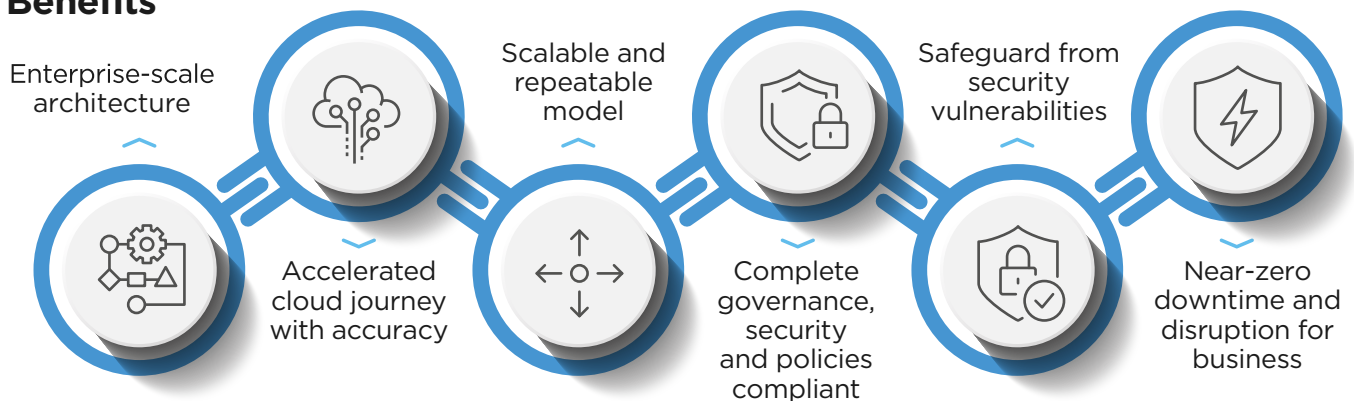 Benefits
Enterprise-scale
architecture
Accelerated
cloud journey
with accuracy
Scalable and
repeatable
model
Complete
governance,
security
and policies
compliant
Safeguard from
security
vulnerabilities
Near-zero
downtime and
disruption for
business